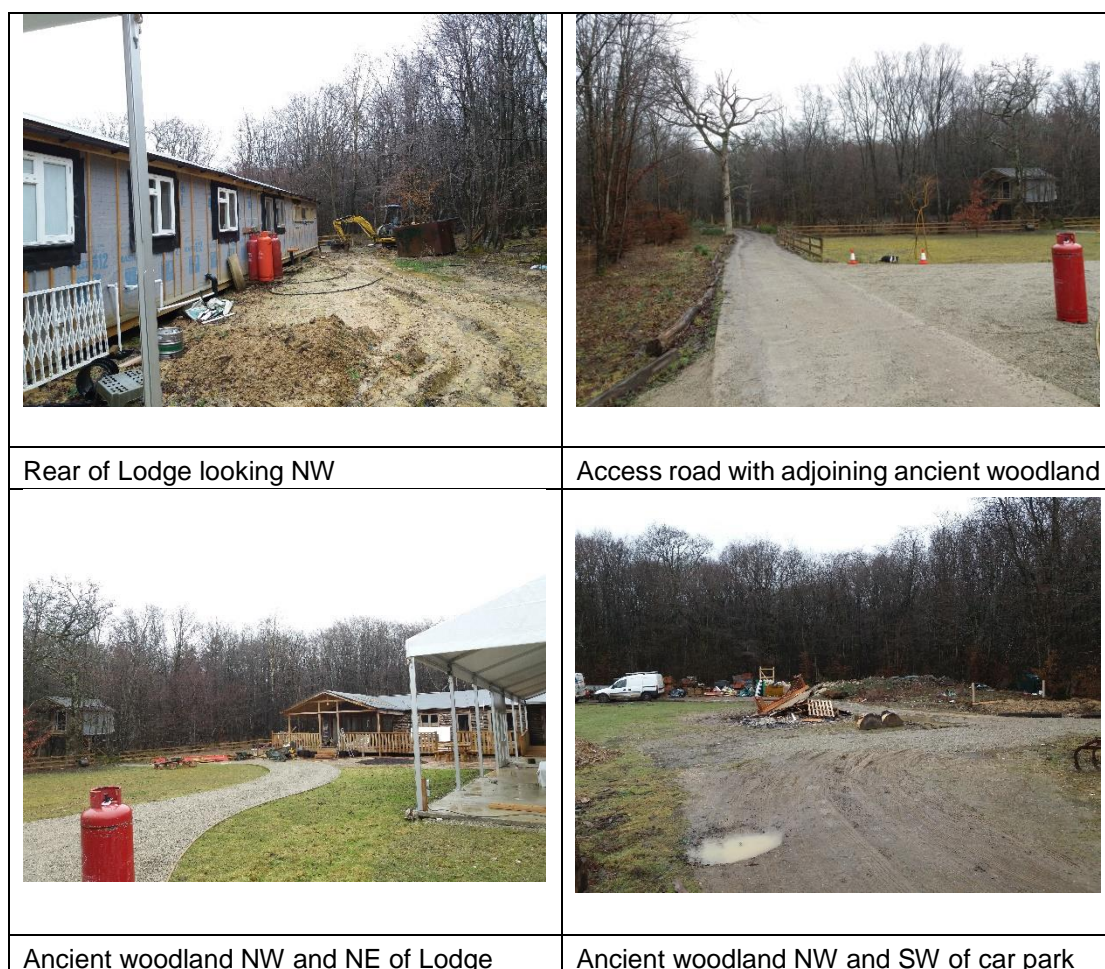 Rear of Lodge looking NW
Access road with adjoining ancient woodland
Ancient woodland NW and NE of Lodge
Ancient woodland NW and SW of car park